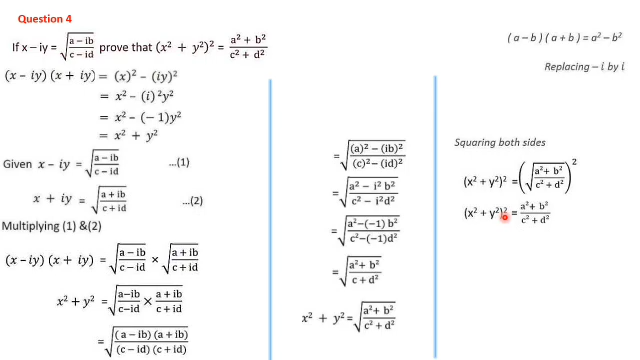 Question 4
If x – iy = √((a – ib)/(c – id)) prove that (x² + y²)² = (a² + b²)/(c² + d²)
(x – iy) (x + iy) = (x)² – (iy)²
= x² – (i)²y²
= x² – (–1)y²
= x² + y²
Given x – iy = √((a – ib)/(c – id)) ...(1)
x + iy = √((a + ib)/(c + id)) ...(2)
Multiplying (1) &(2)
(x – iy) (x + iy) = √((a – ib)/(c – id)) × √((a + ib)/(c + id))
x² + y² = √((a–ib)/(c–id) × (a + ib)/(c + id))
= √(((a – ib) (a + ib))/((c – id) (c + id)))
= √(((a)² – (ib)²)/((c)² – (id)²))
= √((a² – i² b²)/(c² – i²d²))
= √((a² –(–1) b²)/(c² –(–1)d²))
= √((a²+ b²)/(c + d²))
x² + y² = √((a²+ b²)/(c² + d²))
(a – b) (a + b) = a² – b²
Replacing – i by i
Squaring both sides
(x² + y²)² = (√((a²+ b²)/(c² + d²)))²
(x² + y²)² = (a²+ b²)/(c² + d²)